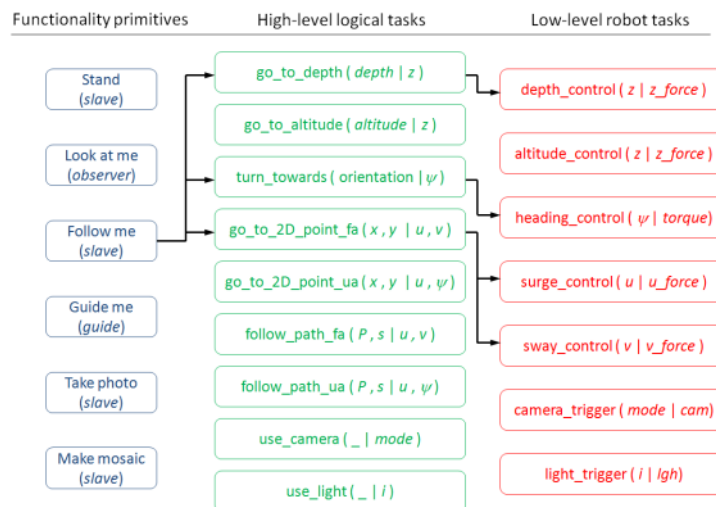 Functionality primitives
High-level logical tasks
Low-level robot tasks
Stand
(slave)
Look at me
(observer)
Follow me
(slave)
Guide me
(guide)
Take photo
(slave)
Make mosaic
(slave)
go_to_depth ( depth | z )
go_to_altitude ( altitude | z )
turn_towards ( orientation | ψ )
go_to_2D_point_fa ( x , y | u , v )
go_to_2D_point_ua ( x , y | u , ψ )
follow_path_fa ( P , s | u , v )
follow_path_ua ( P , s | u , ψ )
use_camera ( _ | mode )
use_light ( _ | i )
depth_control ( z | z_force )
altitude_control ( z | z_force )
heading_control ( ψ | torque)
surge_control ( u | u_force )
sway_control ( v | v_force )
camera_trigger ( mode | cam)
light_trigger ( i | lgh)